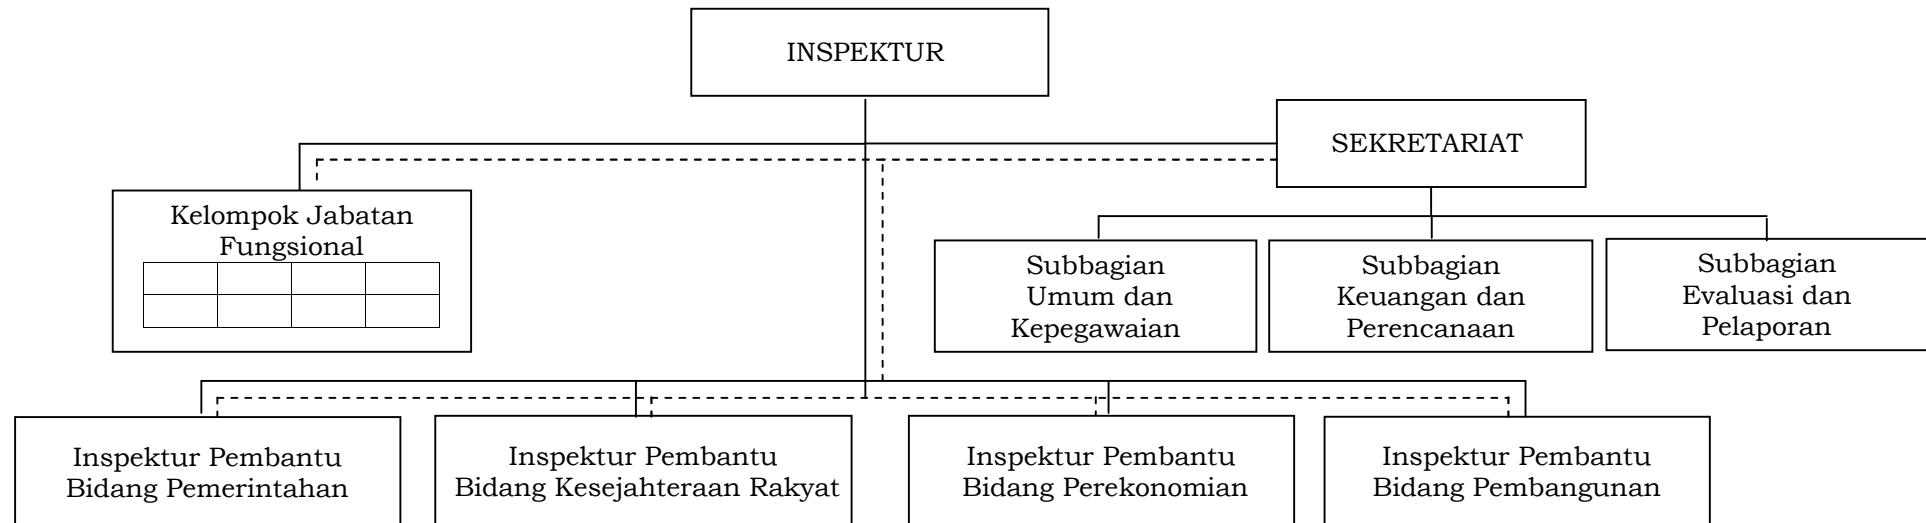 INSPEKTUR
SEKRETARIAT
Kelompok Jabatan
Fungsional
Subbagian
Umum dan
Kepegawaian
Subbagian
Keuangan dan
Perencanaan
Subbagian
Evaluasi dan
Pelaporan
Inspektur Pembantu
Bidang Pemerintahan
Inspektur Pembantu
Bidang Kesejahteraan Rakyat
Inspektur Pembantu
Bidang Perekonomian
Inspektur Pembantu
Bidang Pembangunan